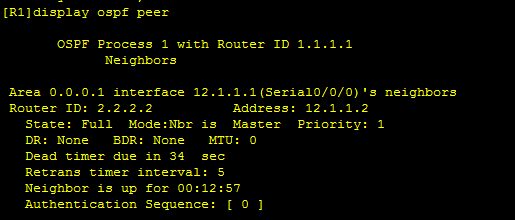 [R1]display ospf peer
OSPF Process 1 with Router ID 1.1.1.1
Neighbors
Area 0.0.0.1 interface 12.1.1.1(Serial0/0/0)'s neighbors
Router ID: 2.2.2.2 Address: 12.1.1.2
State: Full Mode:Nbr is Master Priority: 1
DR: None BDR: None MTU: 0
Dead timer due in 34 sec
Retrans timer interval: 5
Neighbor is up for 00:12:57
Authentication Sequence: [ 0 ]